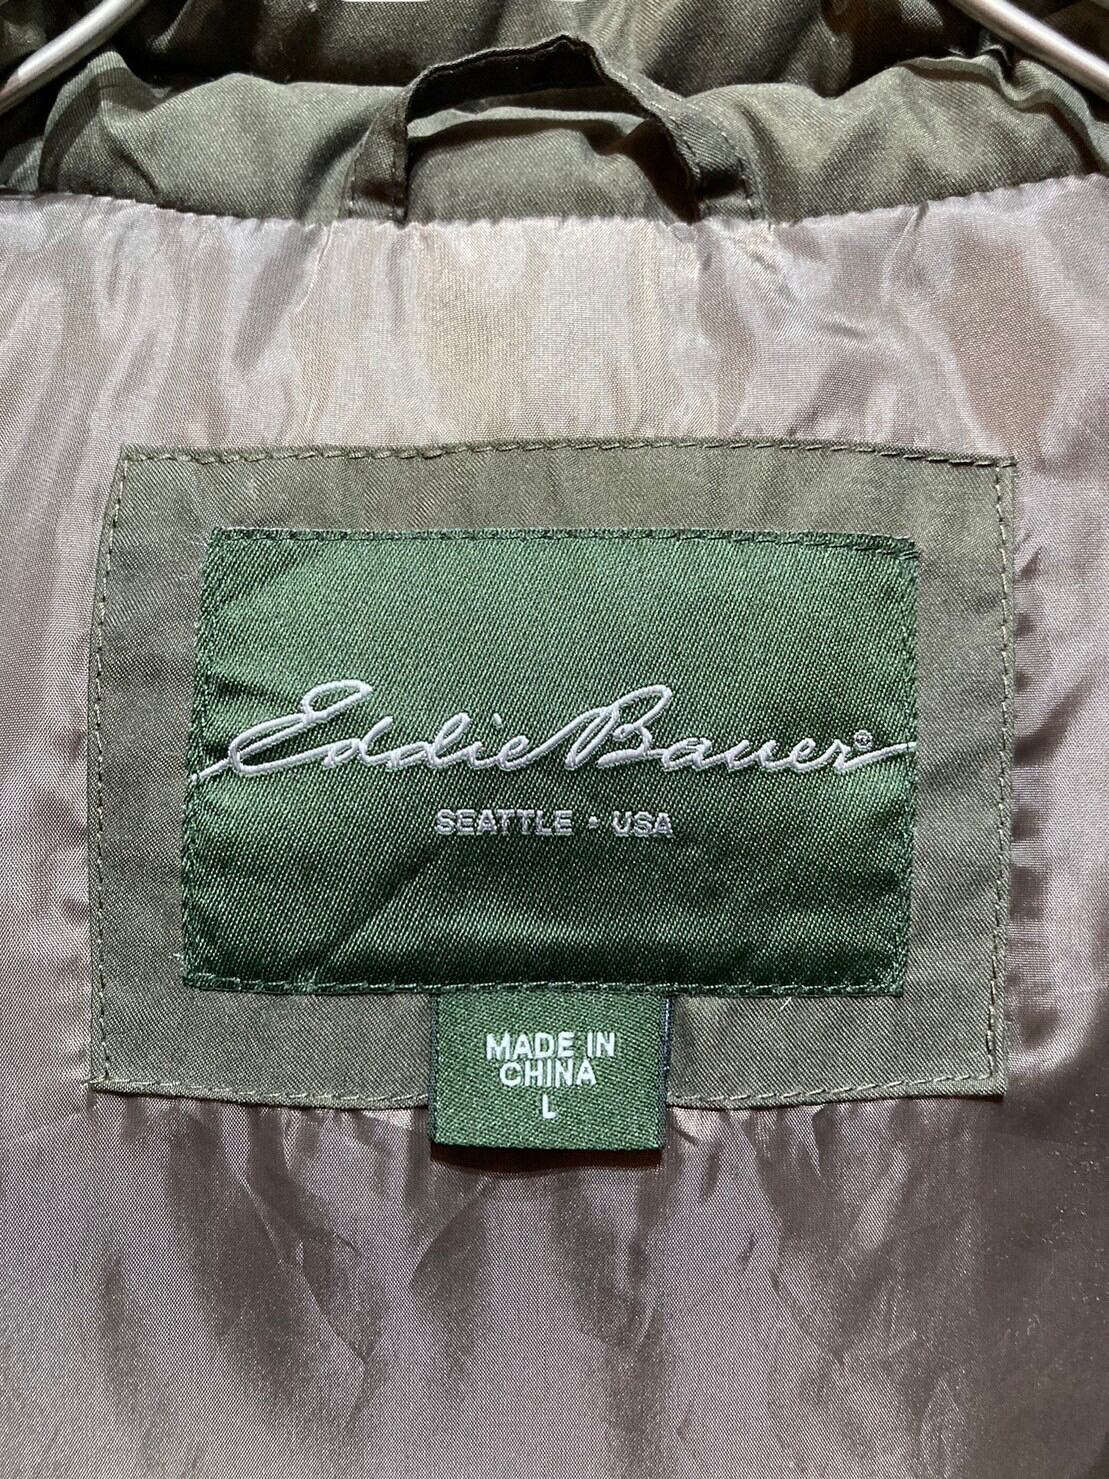 Eddie Bauer®
SEATTLE · USA
MADE IN
CHINA
L